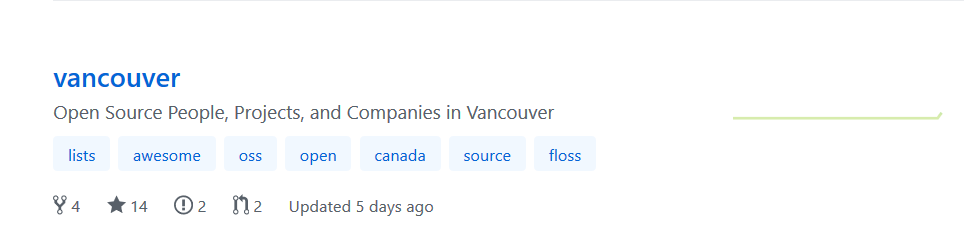 vancouver
Open Source People, Projects, and Companies in Vancouver
lists awesome oss open canada source floss
4 14 2 2 Updated 5 days ago